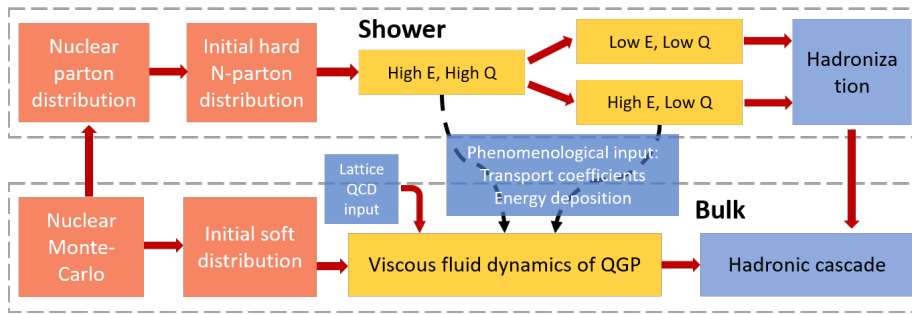 Nuclear
parton
distribution
Initial hard
N-parton
distribution
Shower
High E, High Q
Low E, Low Q
High E, Low Q
Hadroniza
tion
Phenomenological input:
Transport coefficients
Energy deposition
Lattice
QCD
input
Bulk
Nuclear
Monte-
Carlo
Initial soft
distribution
Viscous fluid dynamics of QGP
Hadronic cascade